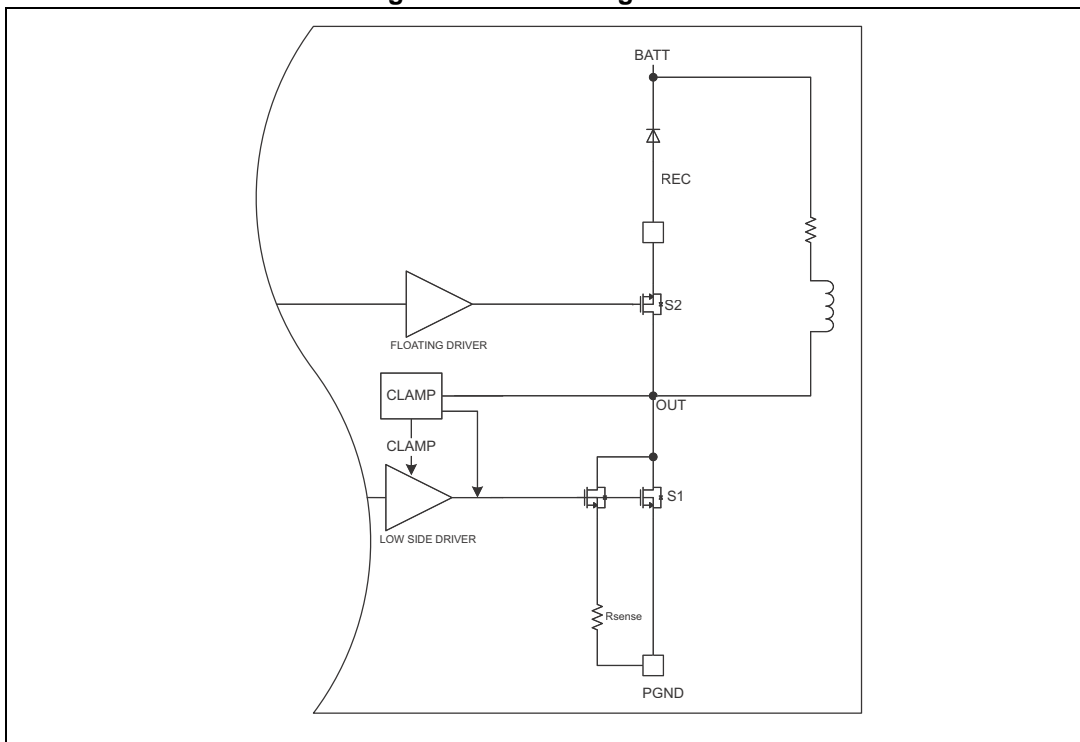 BATT
REC
S2
FLOATING DRIVER
CLAMP
OUT
CLAMP
S1
LOW SIDE DRIVER
Rsense
PGND